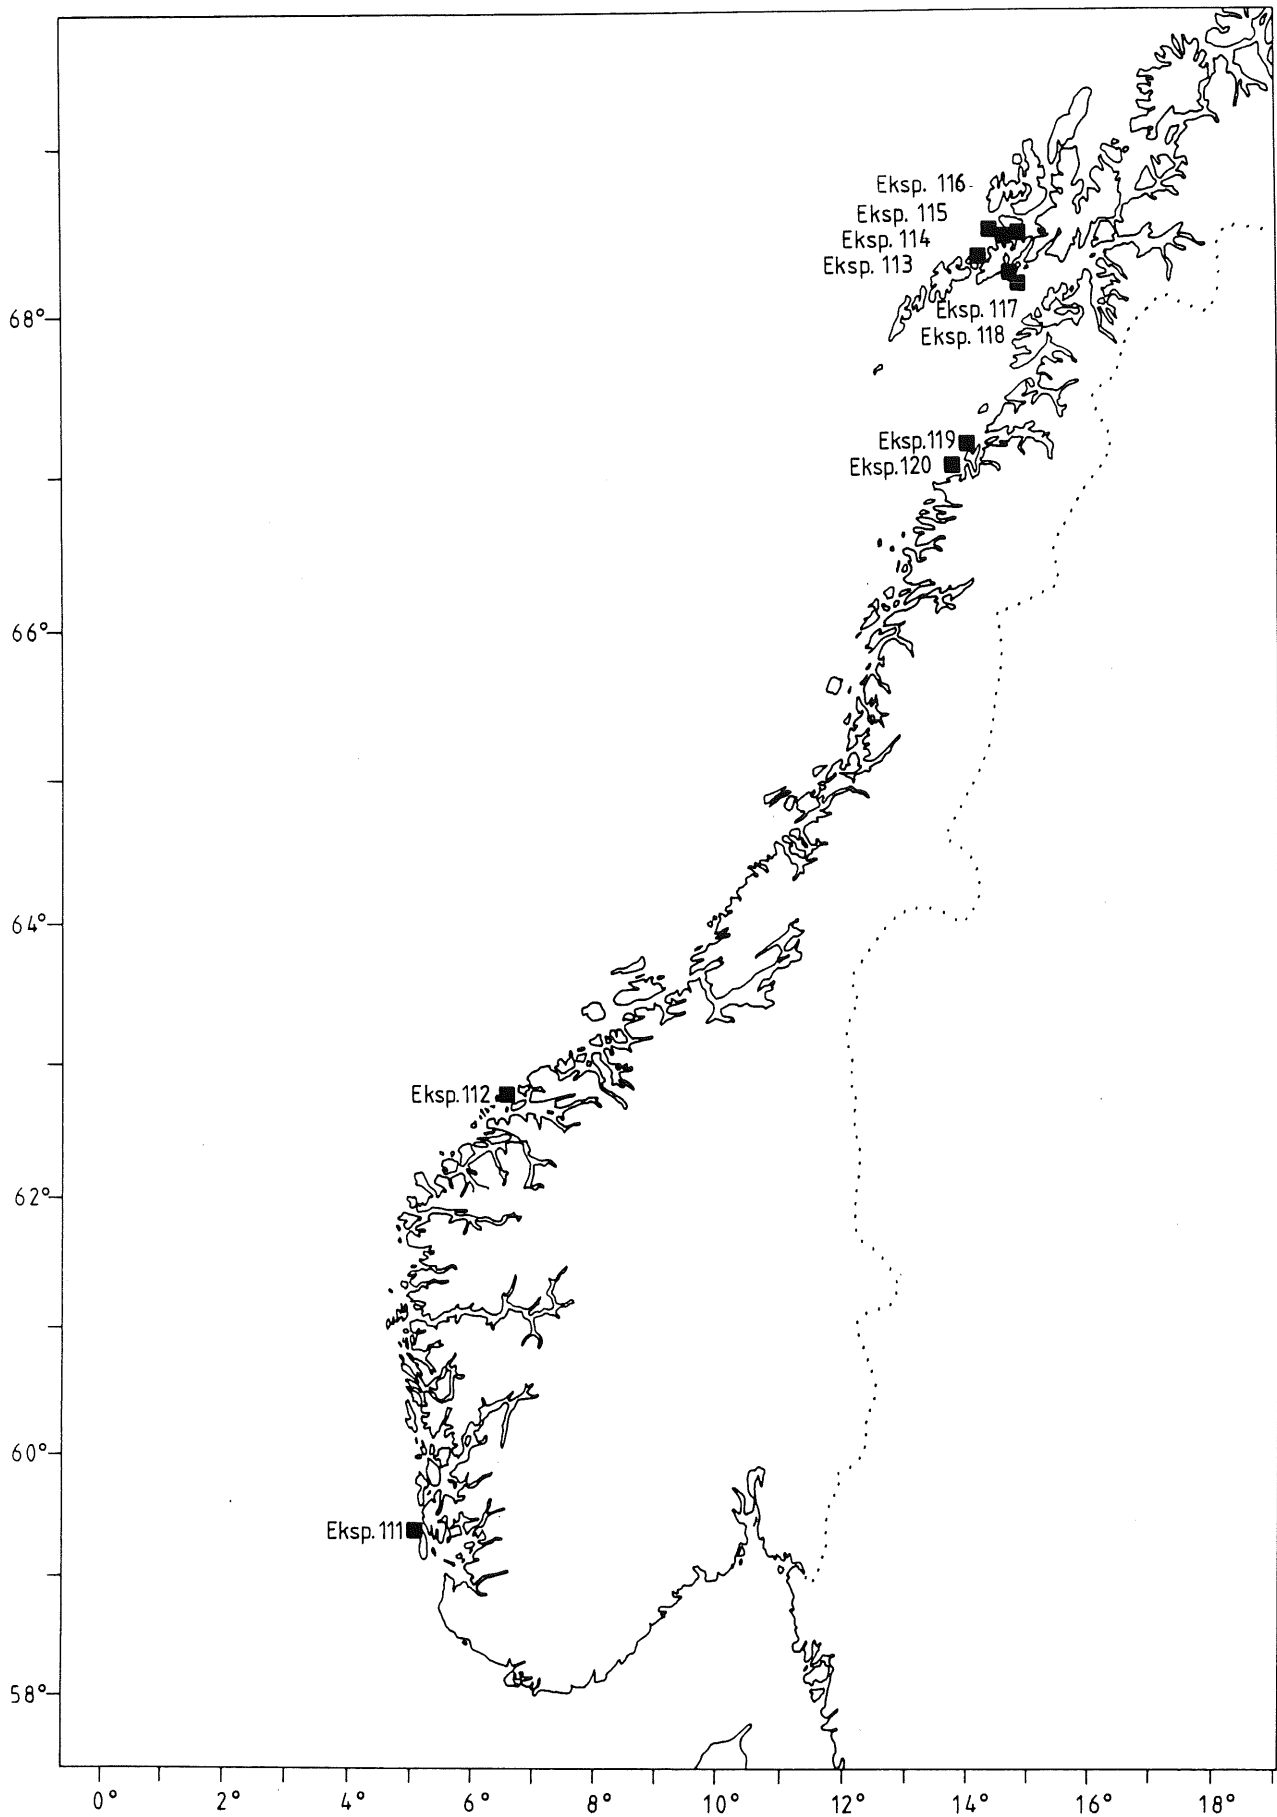 Eksp. 116
Eksp. 115
Eksp. 114
Eksp. 113
68°
Eksp. 117
Eksp. 118
Eksp.119
Eksp.120
66°
64°
Eksp.112
62°
60°
Eksp.111
58°
0° 2° 4° 6° 8° 10° 12° 14° 16° 18°